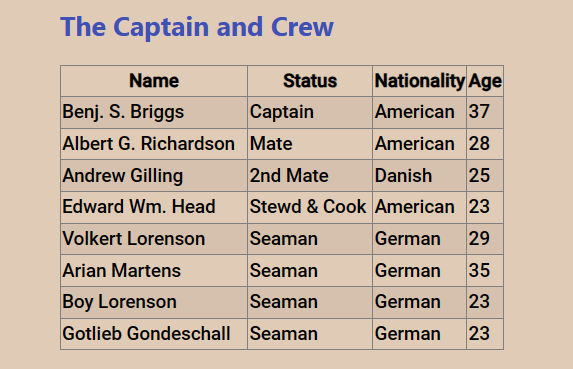 The Captain and Crew
Name Status Nationality Age
Benj. S. Briggs Captain American 37
Albert G. Richardson Mate American 28
Andrew Gilling 2nd Mate Danish 25
Edward Wm. Head Stewd & Cook American 23
Volkert Lorenson Seaman German 29
Arian Martens Seaman German 35
Boy Lorenson Seaman German 23
Gotlieb Gondeschall Seaman German 23